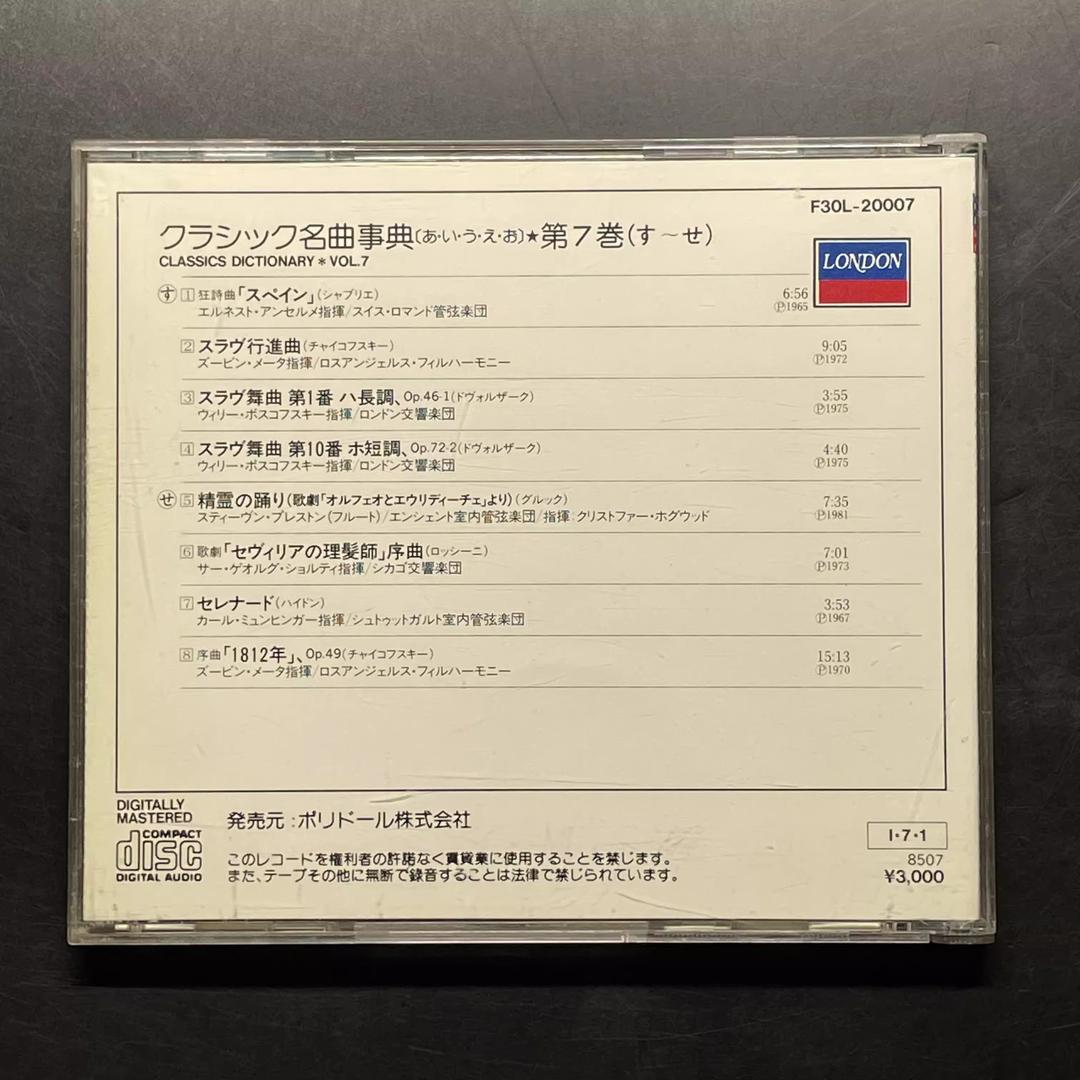 F30L-20007
クラシック名曲事典〔あ・い・う・え・お〕★第7巻(す〜せ)
CLASSICS DICTIONARY＊VOL.7
LONDON
す 1 狂詩曲「スペイン」(シャブリエ) 6:56
エルネスト・アンセルメ指揮/スイス・ロマンド管弦楽団 ℗1965
2 スラヴ行進曲(チャイコフスキー) 9:05
ズービン・メータ指揮/ロスアンジェルス・フィルハーモニー ℗1972
3 スラヴ舞曲 第1番 ハ長調、Op.46-1(ドヴォルザーク) 3:55
ウィリー・ボスコフスキー指揮/ロンドン交響楽団 ℗1975
4 スラヴ舞曲 第10番 ホ短調、Op.72-2(ドヴォルザーク) 4:40
ウィリー・ボスコフスキー指揮/ロンドン交響楽団 ℗1975
せ 5 精霊の踊り(歌劇「オルフェオとエウリディーチェ」より)(グルック) 7:35
スティーヴン・プレストン(フルート)/エンシェント室内管弦楽団/指揮:クリストファー・ホグウッド ℗1981
6 歌劇「セヴィリアの理髪師」序曲(ロッシーニ) 7:01
サー・ゲオルグ・ショルティ指揮/シカゴ交響楽団 ℗1973
7 セレナード(ハイドン) 3:53
カール・ミュンヒンガー指揮/シュトゥットガルト室内管弦楽団 ℗1967
8 序曲「1812年」、Op.49(チャイコフスキー) 15:13
ズービン・メータ指揮/ロスアンジェルス・フィルハーモニー ℗1970
DIGITALLY
MASTERED
COMPACT
disc
DIGITAL AUDIO
発売元:ポリドール株式会社
このレコードを権利者の許諾なく賃貸業に使用することを禁じます。
また、テープその他に無断で録音することは法律で禁じられています。
I・7・1
8507
¥3,000